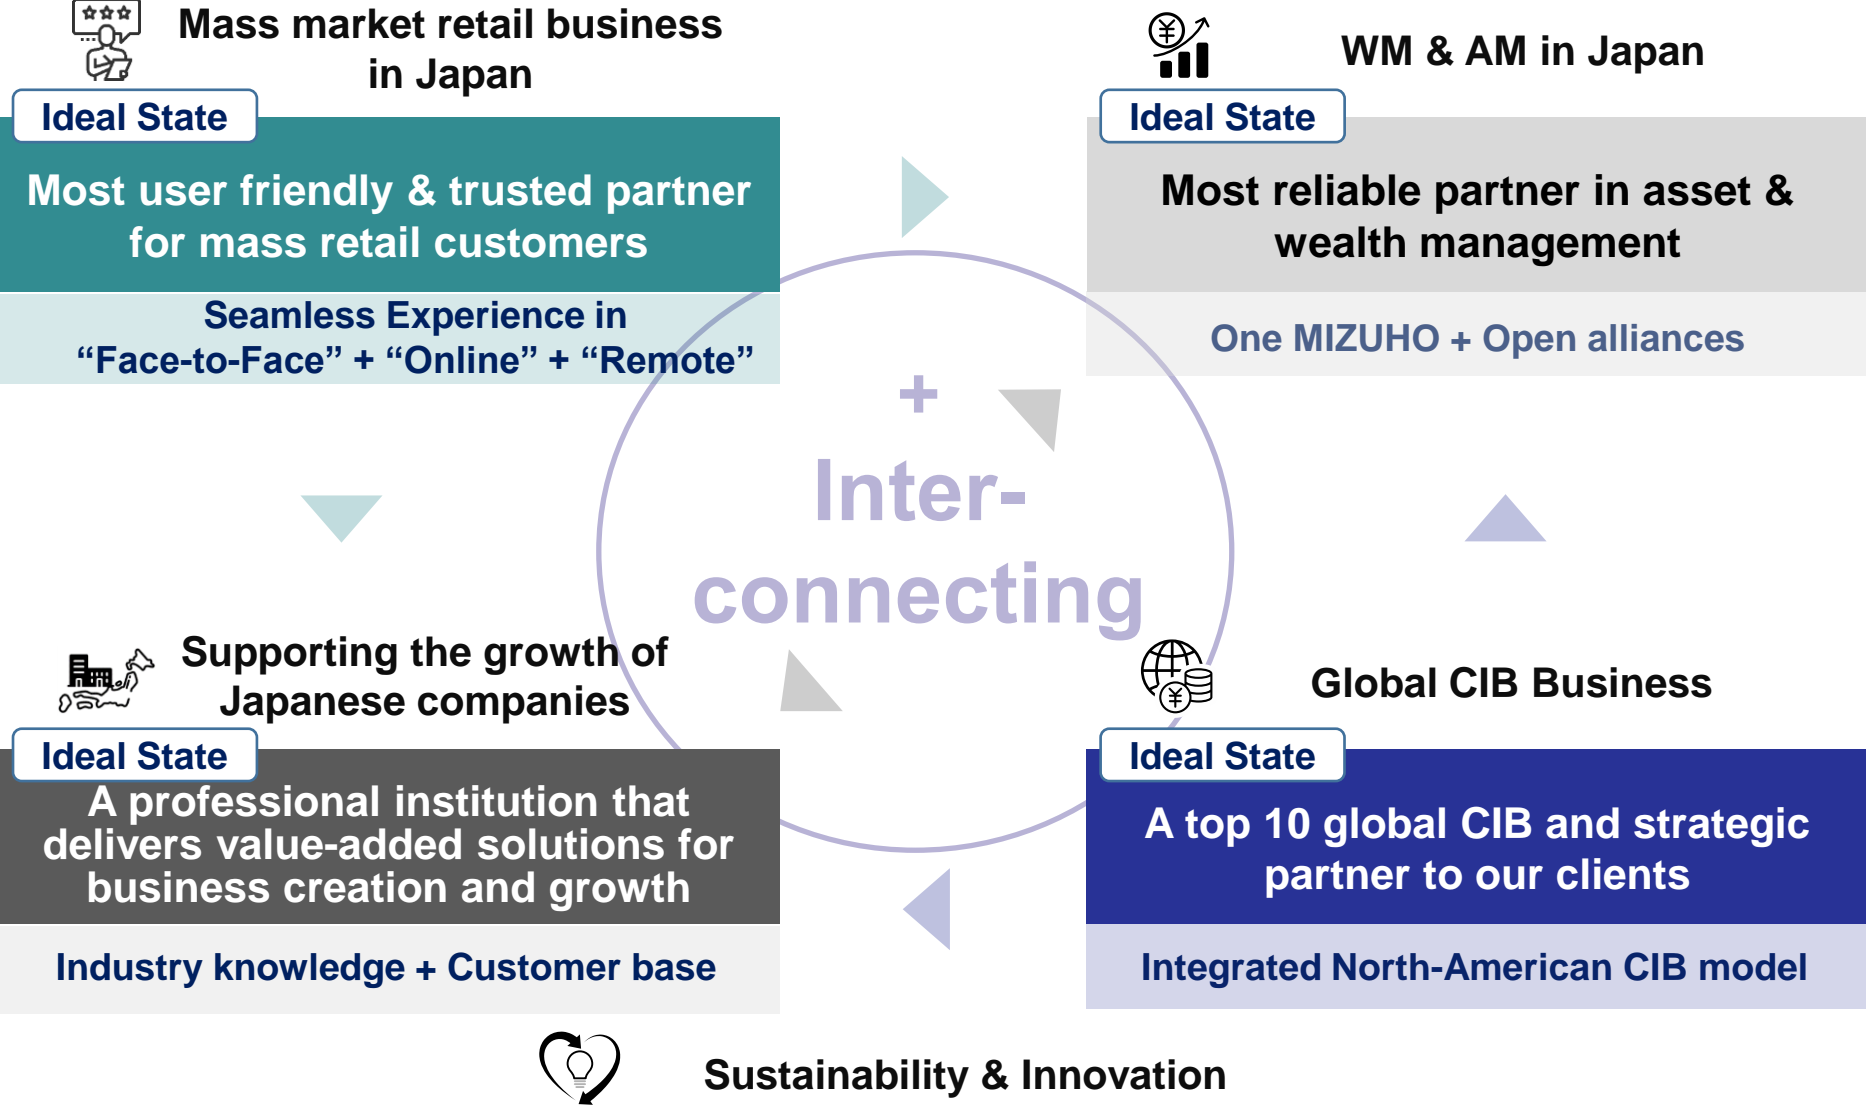 Mass market retail business
in Japan
Ideal State
Most user friendly & trusted partner
for mass retail customers
Seamless Experience in
“Face-to-Face” + “Online” + “Remote”
WM & AM in Japan
Ideal State
Most reliable partner in asset &
wealth management
One MIZUHO + Open alliances
+
Inter-
connecting
Supporting the growth of
Japanese companies
Ideal State
A professional institution that
delivers value-added solutions for
business creation and growth
Industry knowledge + Customer base
Global CIB Business
Ideal State
A top 10 global CIB and strategic
partner to our clients
Integrated North-American CIB model
Sustainability & Innovation